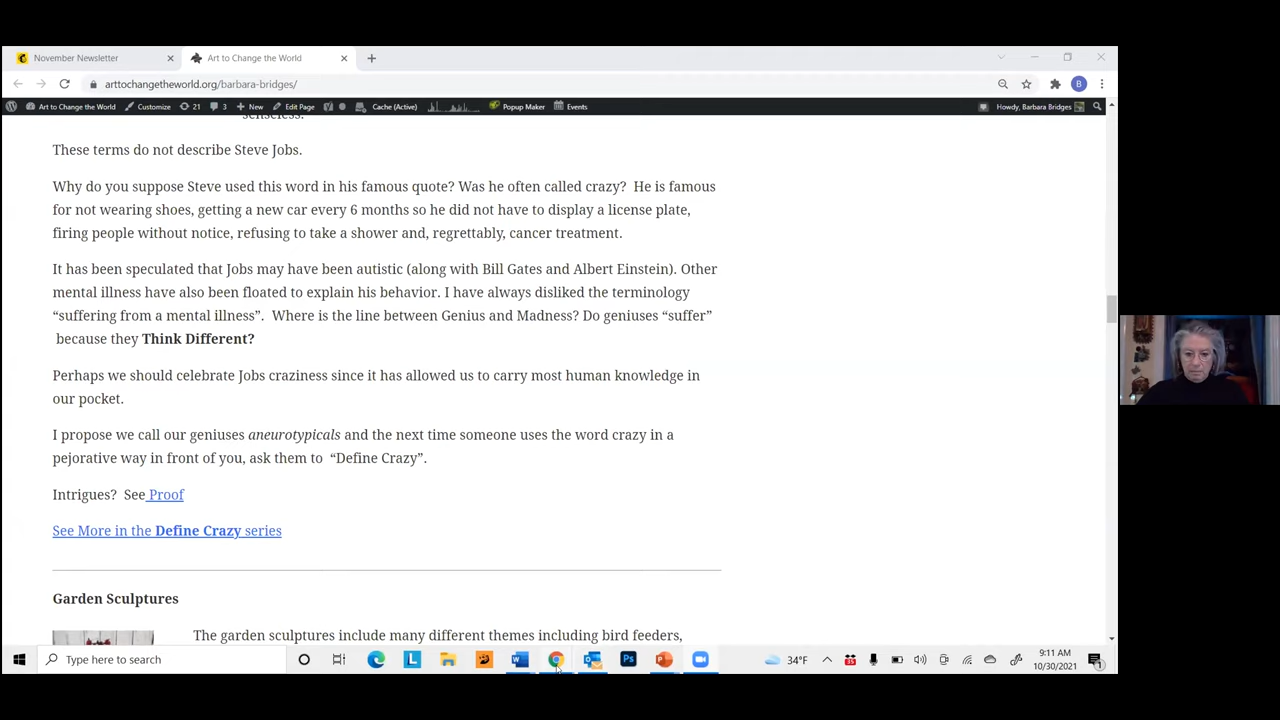 November Newsletter
Art to Change the World
arttochangetheworld.org/barbara-bridges/
B
Art to Change the World Customize 21 3 New Edit Page Cache (Active) Popup Maker Events Howdy, Barbara Bridges
senseless.
These terms do not describe Steve Jobs.
Why do you suppose Steve used this word in his famous quote? Was he often called crazy?  He is famous
for not wearing shoes, getting a new car every 6 months so he did not have to display a license plate,
firing people without notice, refusing to take a shower and, regrettably, cancer treatment.
It has been speculated that Jobs may have been autistic (along with Bill Gates and Albert Einstein). Other
mental illness have also been floated to explain his behavior. I have always disliked the terminology
“suffering from a mental illness”.  Where is the line between Genius and Madness? Do geniuses “suffer”
because they Think Different?
Perhaps we should celebrate Jobs craziness since it has allowed us to carry most human knowledge in
our pocket.
I propose we call our geniuses aneurotypicals and the next time someone uses the word crazy in a
pejorative way in front of you, ask them to  “Define Crazy”.
Intrigues?  See Proof
See More in the Define Crazy series
Garden Sculptures
The garden sculptures include many different themes including bird feeders,
Type here to search
L
W
Ps
P
34°F
9:11 AM
10/30/2021
1